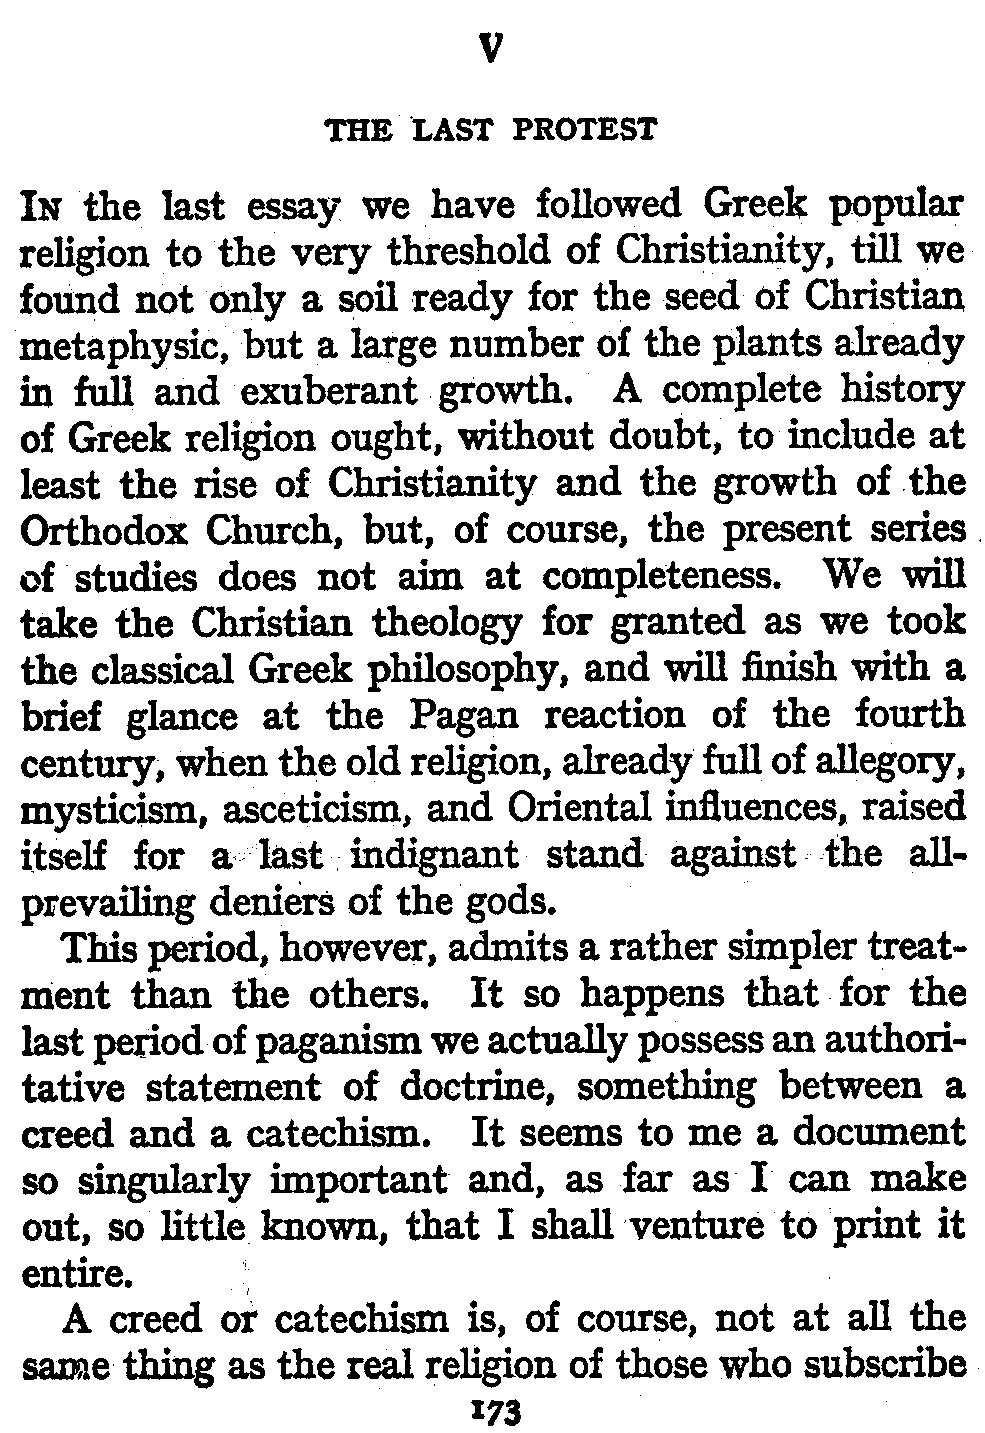 V
THE LAST PROTEST
In the last essay we have followed Greek popular
religion to the very threshold of Christianity, till we
found not only a soil ready for the seed of Christian
metaphysic, but a large number of the plants already
in full and exuberant growth. A complete history
of Greek religion ought, without doubt, to include at
least the rise of Christianity and the growth of the
Orthodox Church, but, of course, the present series
of studies does not aim at completeness. We will
take the Christian theology for granted as we took
the classical Greek philosophy, and will finish with a
brief glance at the Pagan reaction of the fourth
century, when the old religion, already full of allegory,
mysticism, asceticism, and Oriental influences, raised
itself for a last indignant stand against the all-
prevailing deniers of the gods.
This period, however, admits a rather simpler treat-
ment than the others. It so happens that for the
last period of paganism we actually possess an authori-
tative statement of doctrine, something between a
creed and a catechism. It seems to me a document
so singularly important and, as far as I can make
out, so little known, that I shall venture to print it
entire.
A creed or catechism is, of course, not at all the
same thing as the real religion of those who subscribe
173